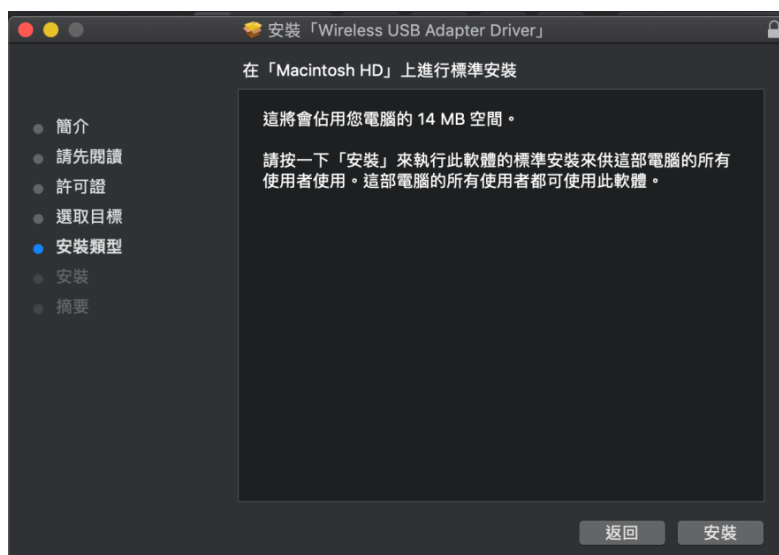 安裝「Wireless USB Adapter Driver」
在「Macintosh HD」上進行標準安裝
簡介
請先閱讀
許可證
選取目標
安裝類型
安裝
摘要
這將會佔用您電腦的 14 MB 空間。
請按一下「安裝」來執行此軟體的標準安裝來供這部電腦的所有
使用者使用。這部電腦的所有使用者都可使用此軟體。
返回
安裝